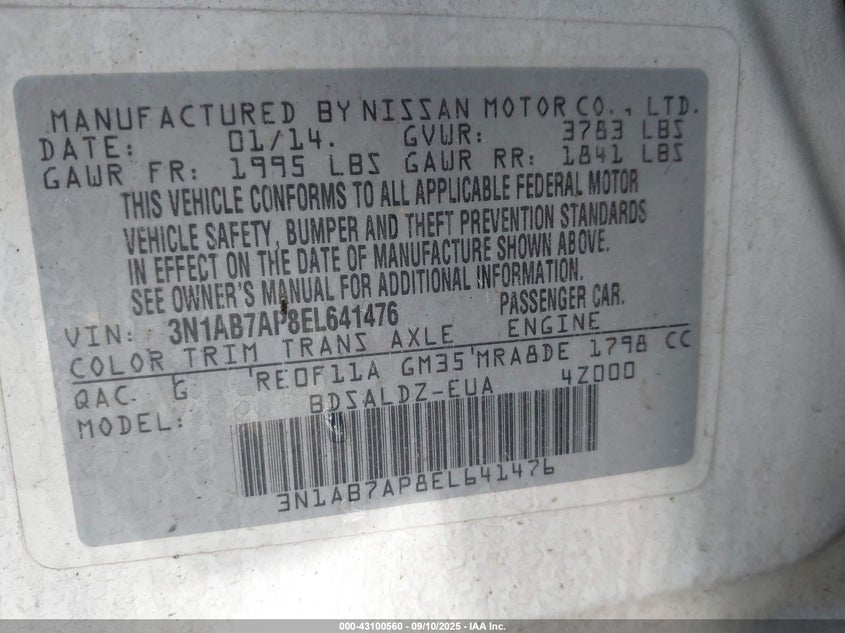 MANUFACTURED BY NISSAN MOTOR CO., LTD.
DATE: 01/14. GVWR: 3783 LBS
GAWR FR: 1995 LBS GAWR RR: 1841 LBS
THIS VEHICLE CONFORMS TO ALL APPLICABLE FEDERAL MOTOR
VEHICLE SAFETY, BUMPER AND THEFT PREVENTION STANDARDS
IN EFFECT ON THE DATE OF MANUFACTURE SHOWN ABOVE.
SEE OWNER'S MANUAL FOR ADDITIONAL INFORMATION.
VIN: 3N1AB7AP8EL641476 PASSENGER CAR.
COLOR TRIM TRANS AXLE ENGINE
QAC. G 'RE0F11A GM35'MRA8DE 1798 CC
MODEL: BDSALDZ-EUA 4Z000
3N1AB7AP8EL641476
000-43100560 - 09/10/2025 - IAA Inc.